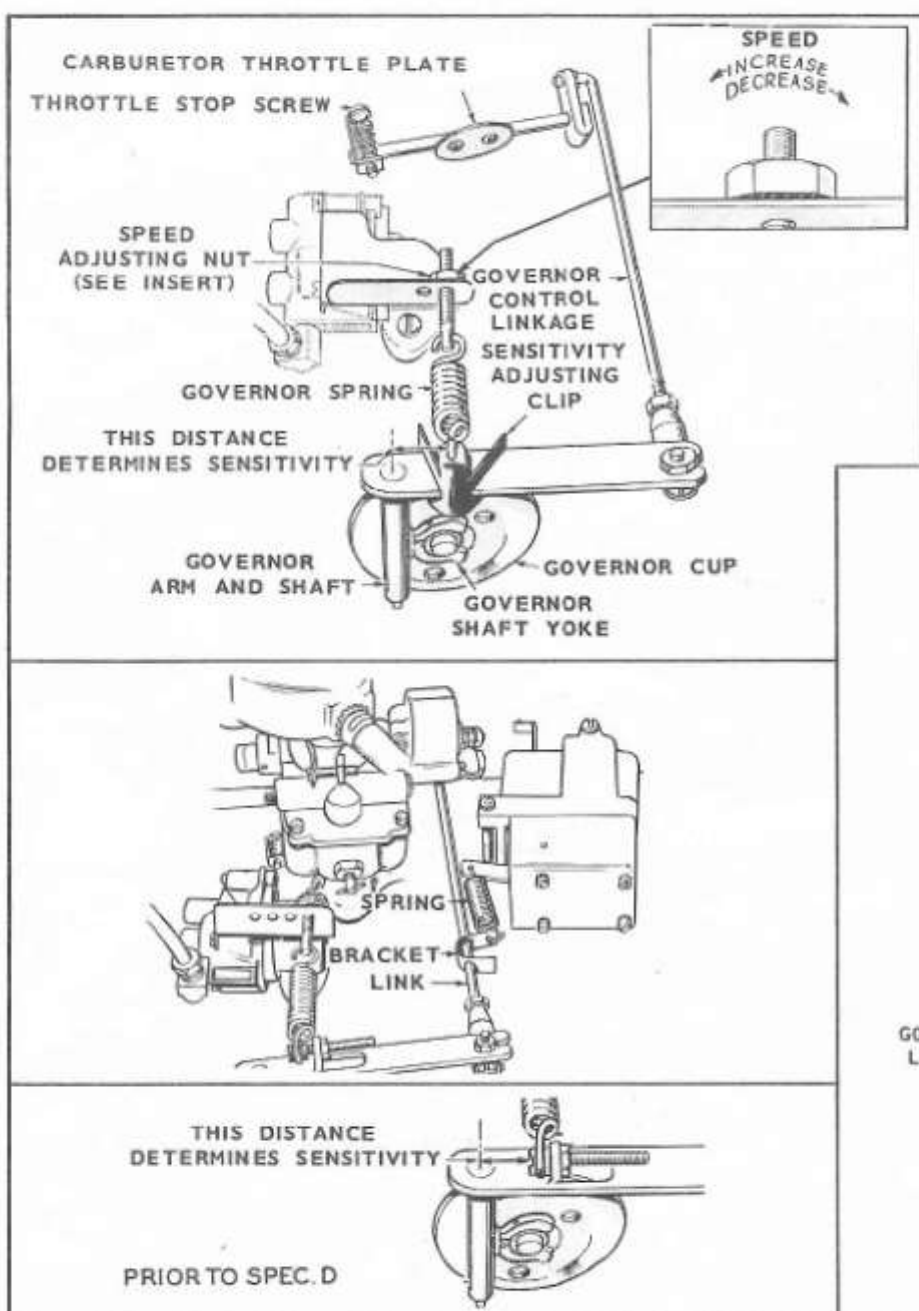 CARBURETOR THROTTLE PLATE
THROTTLE STOP SCREW
SPEED
INCREASE
DECREASE
SPEED
ADJUSTING NUT
(SEE INSERT)
GOVERNOR
CONTROL
LINKAGE
SENSITIVITY
ADJUSTING
CLIP
GOVERNOR SPRING
THIS DISTANCE
DETERMINES SENSITIVITY
GOVERNOR
ARM AND SHAFT
GOVERNOR CUP
GOVERNOR
SHAFT YOKE
SPRING
BRACKET
LINK
GO
L
THIS DISTANCE
DETERMINES SENSITIVITY
PRIOR TO SPEC. D